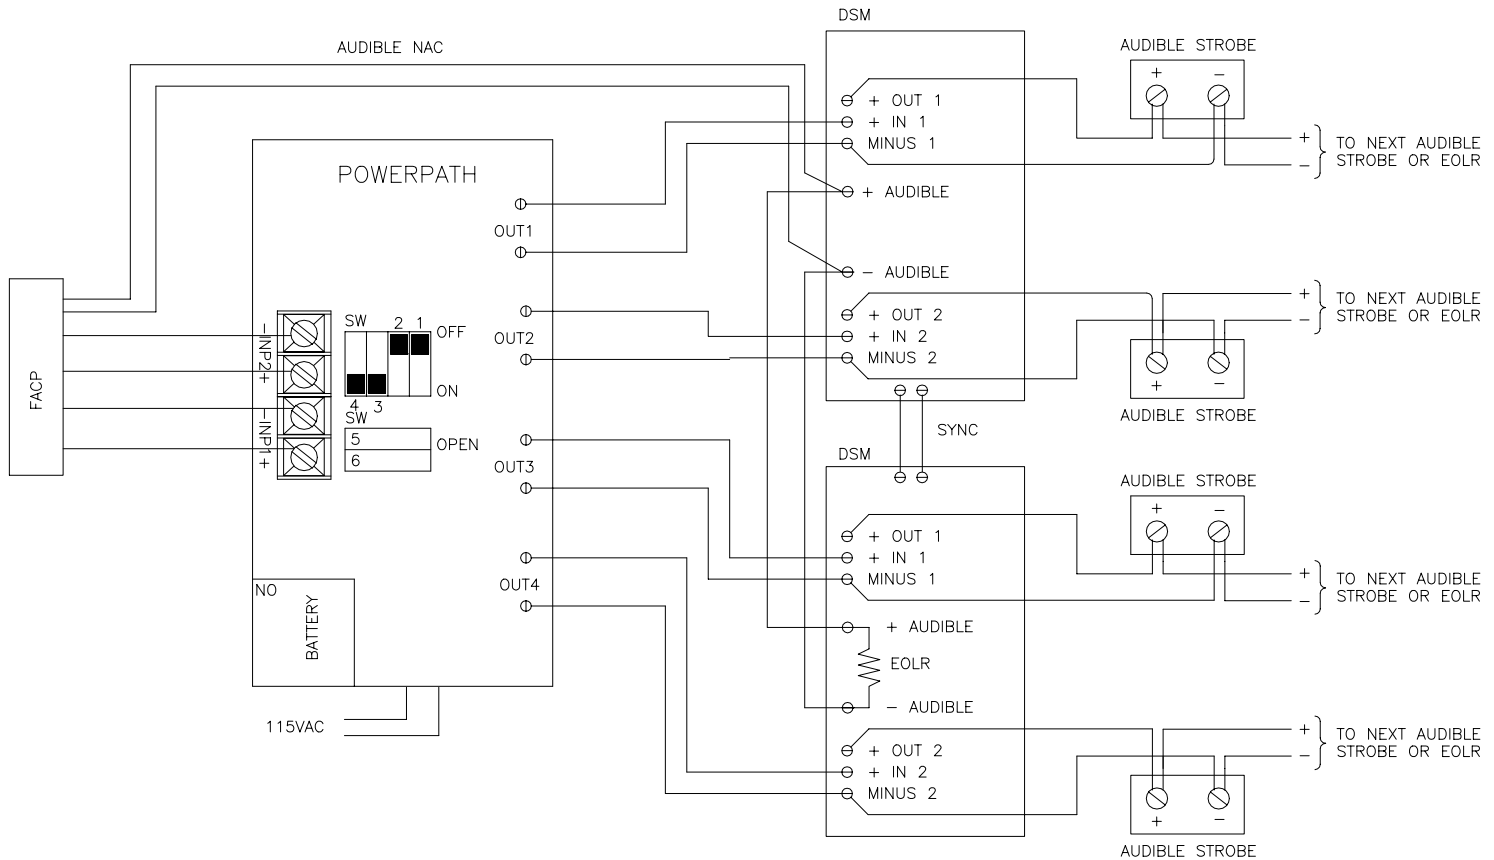 DSM
AUDIBLE NAC
AUDIBLE STROBE
+ −
+ OUT 1
+ IN 1
MINUS 1
+
−
TO NEXT AUDIBLE
STROBE OR EOLR
POWERPATH
+ AUDIBLE
OUT1
− AUDIBLE
+
−
TO NEXT AUDIBLE
STROBE OR EOLR
+ OUT 2
+ IN 2
MINUS 2
+ −
AUDIBLE STROBE
FACP
−INP2+
−INP1+
SW
2 1
OFF
ON
4 3
SW
5
6
OPEN
OUT2
SYNC
DSM
OUT3
AUDIBLE STROBE
+ −
+ OUT 1
+ IN 1
MINUS 1
+
−
TO NEXT AUDIBLE
STROBE OR EOLR
OUT4
NO
BATTERY
+ AUDIBLE
EOLR
− AUDIBLE
115VAC
+ OUT 2
+ IN 2
MINUS 2
+
−
TO NEXT AUDIBLE
STROBE OR EOLR
+ −
AUDIBLE STROBE